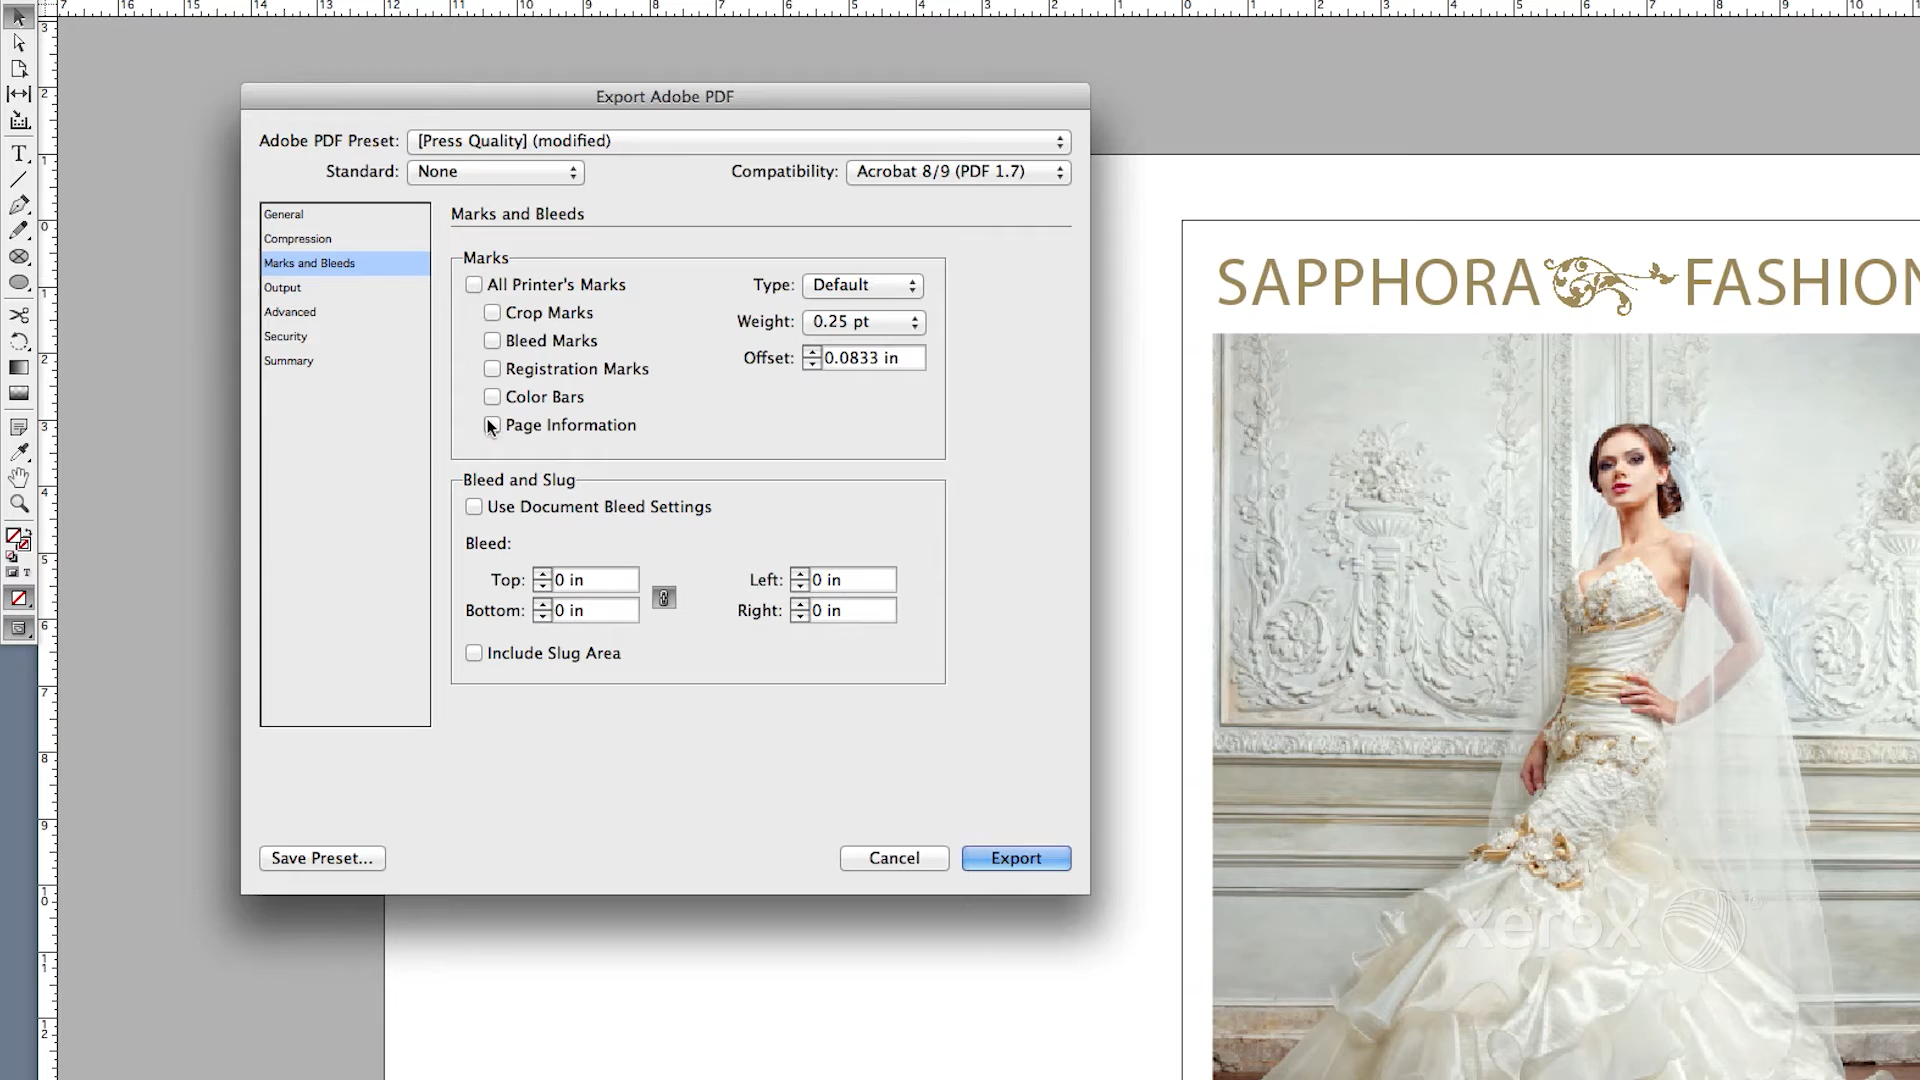 Export Adobe PDF
Adobe PDF Preset: [Press Quality] (modified)
Standard: None
Compatibility: Acrobat 8/9 (PDF 1.7)
General
Compression
Marks and Bleeds
Output
Advanced
Security
Summary
Marks and Bleeds
Marks
All Printer's Marks
Crop Marks
Bleed Marks
Registration Marks
Color Bars
Page Information
Type: Default
Weight: 0.25 pt
Offset: 0.0833 in
Bleed and Slug
Use Document Bleed Settings
Bleed:
Top: 0 in
Bottom: 0 in
Left: 0 in
Right: 0 in
Include Slug Area
Save Preset...
Cancel
Export
SAPPHORA FASHION
xerox